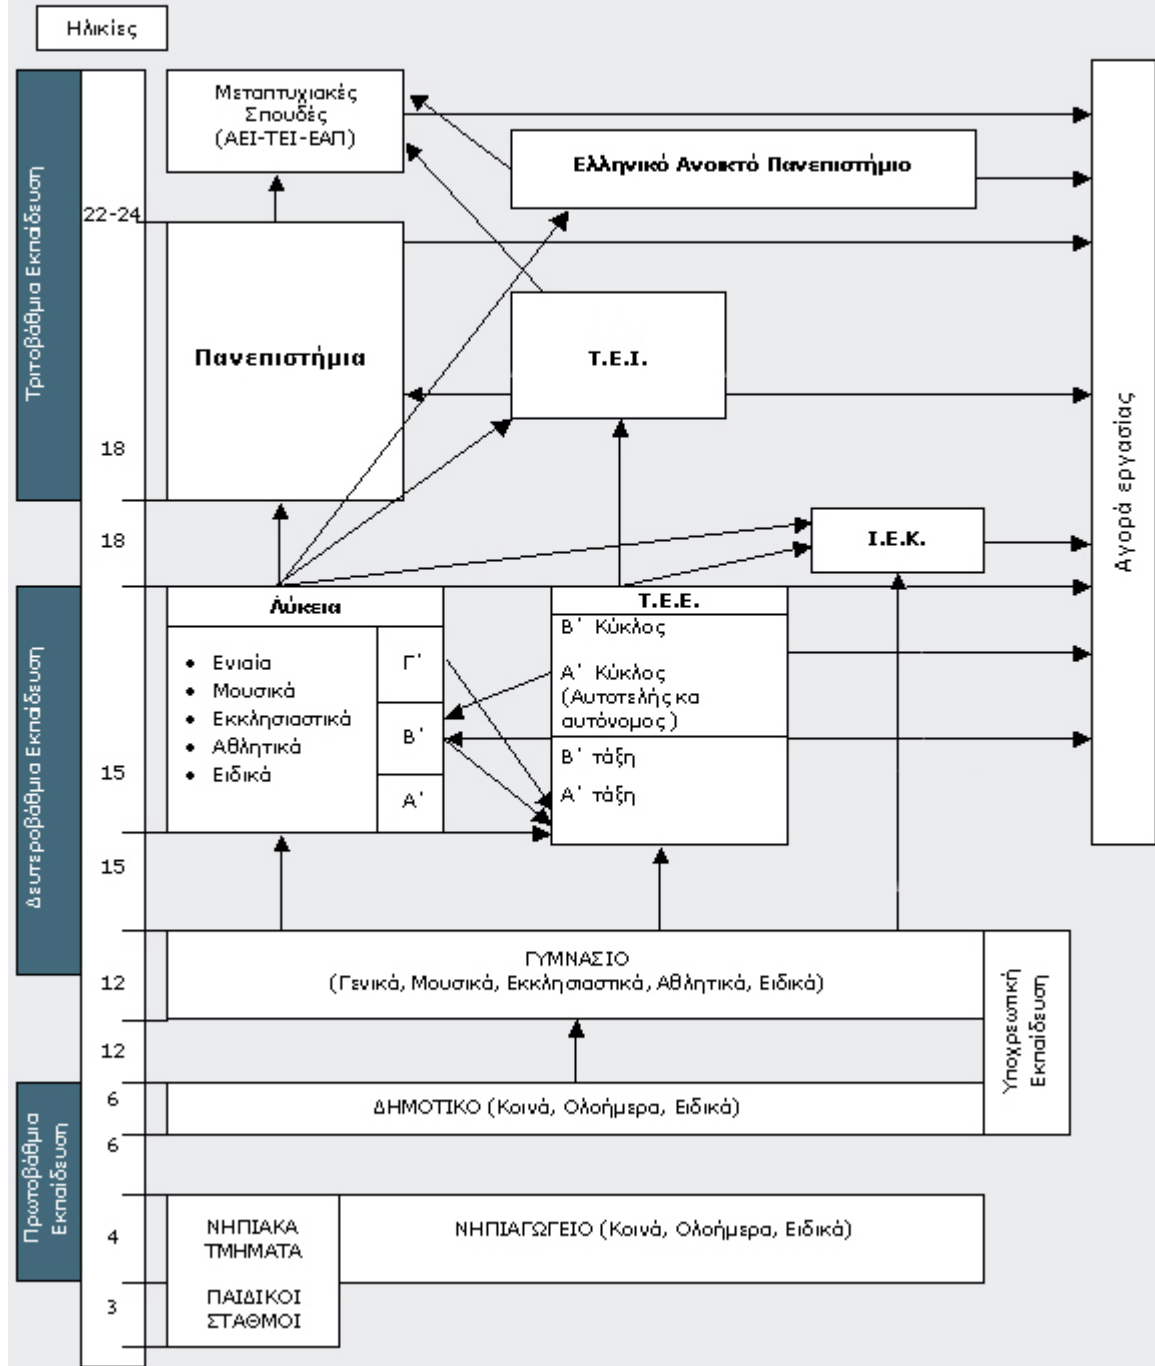 Ηλικίες
Τριτοβάθμια Εκπαίδευση
Μεταπτυχιακές
Σπουδές
(ΑΕΙ-ΤΕΙ-ΕΑΠ)
Ελληνικό Ανοικτό Πανεπιστήμιο
22-24
Πανεπιστήμια
Τ.Ε.Ι.
18
18
Ι.Ε.Κ.
Αγορά εργασίας
Δευτεροβάθμια Εκπαίδευση
Λύκεια
• Ενιαία
• Μουσικά
• Εκκλησιαστικά
• Αθλητικά
• Ειδικά
Γ΄
Β΄
Α΄
Τ.Ε.Ε.
Β΄ Κύκλος
Α΄ Κύκλος
(Αυτοτελής κα
αυτόνομος )
Β΄ τάξη
Α΄ τάξη
15
15
ΓΥΜΝΑΣΙΟ
(Γενικά, Μουσικά, Εκκλησιαστικά, Αθλητικά, Ειδικά)
12
12
Υποχρεωτική
Εκπαίδευση
Πρωτοβάθμια
Εκπαίδευση
6
ΔΗΜΟΤΙΚΟ (Κοινά, Ολοήμερα, Ειδικά)
6
4
ΝΗΠΙΑΚΑ
ΤΜΗΜΑΤΑ
ΝΗΠΙΑΓΩΓΕΙΟ (Κοινά, Ολοήμερα, Ειδικά)
3
ΠΑΙΔΙΚΟΙ
ΣΤΑΘΜΟΙ